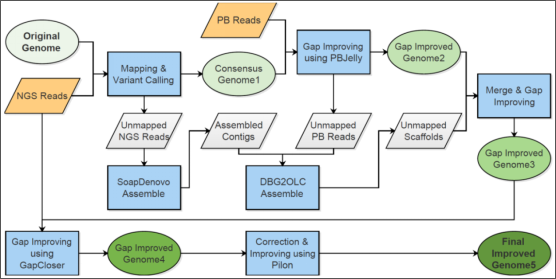 Original
Genome
PB Reads
NGS Reads
Mapping &
Variant Calling
Consensus
Genome1
Gap Improving
using PBJelly
Gap Improved
Genome2
Merge & Gap
Improving
Unmapped
NGS Reads
Assembled
Contigs
Unmapped
PB Reads
Unmapped
Scaffolds
Gap Improved
Genome3
SoapDenovo
Assemble
DBG2OLC
Assemble
Gap Improving
using
GapCloser
Gap Improved
Genome4
Correction &
Improving using
Pilon
Final
Improved
Genome5